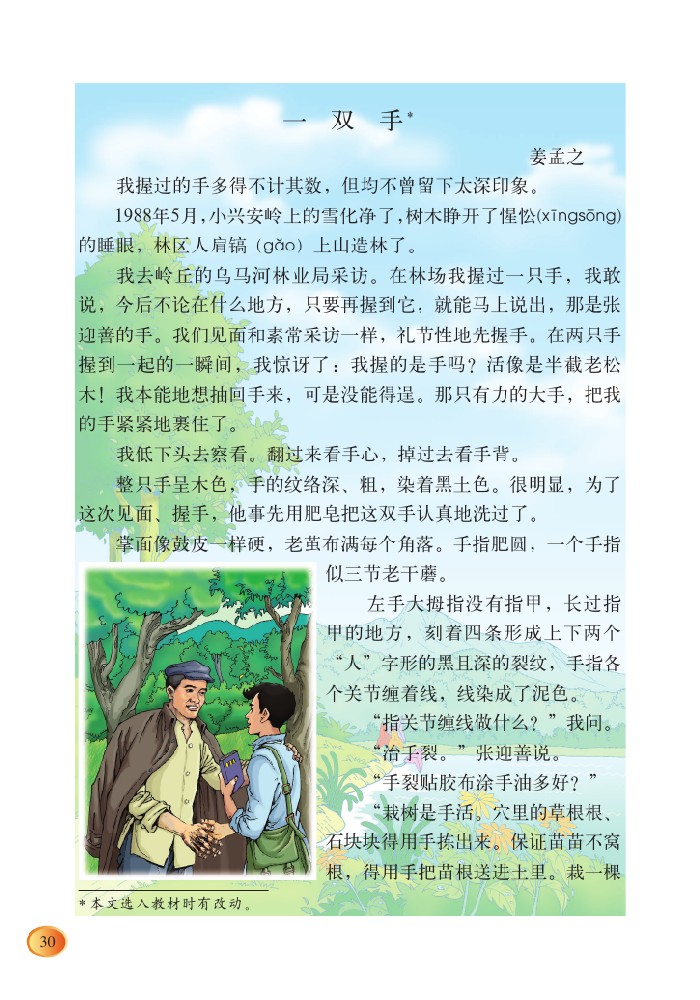 一 双 手*
姜孟之
我握过的手多得不计其数，但均不曾留下太深印象。
1988年5月，小兴安岭上的雪化净了，树木睁开了惺忪(xīngsōng)
的睡眼，林区人肩镐（gǎo）上山造林了。
我去岭丘的乌马河林业局采访。在林场我握过一只手，我敢
说，今后不论在什么地方，只要再握到它，就能马上说出，那是张
迎善的手。我们见面和素常采访一样，礼节性地先握手。在两只手
握到一起的一瞬间，我惊讶了：我握的是手吗？活像是半截老松
木！我本能地想抽回手来，可是没能得逞。那只有力的大手，把我
的手紧紧地裹住了。
我低下头去察看。翻过来看手心，掉过去看手背。
整只手呈木色，手的纹络深、粗，染着黑土色。很明显，为了
这次见面、握手，他事先用肥皂把这双手认真地洗过了。
掌面像鼓皮一样硬，老茧布满每个角落。手指肥圆，一个手指
似三节老干蘑。
左手大拇指没有指甲，长过指
甲的地方，刻着四条形成上下两个
“人”字形的黑且深的裂纹，手指各
个关节缠着线，线染成了泥色。
“指关节缠线做什么？”我问。
“治手裂。”张迎善说。
“手裂贴胶布涂手油多好？”
“栽树是手活。穴里的草根根、
石块块得用手拣出来。保证苗苗不窝
根，得用手把苗根送进土里。栽一棵
*本文选入教材时有改动。
30